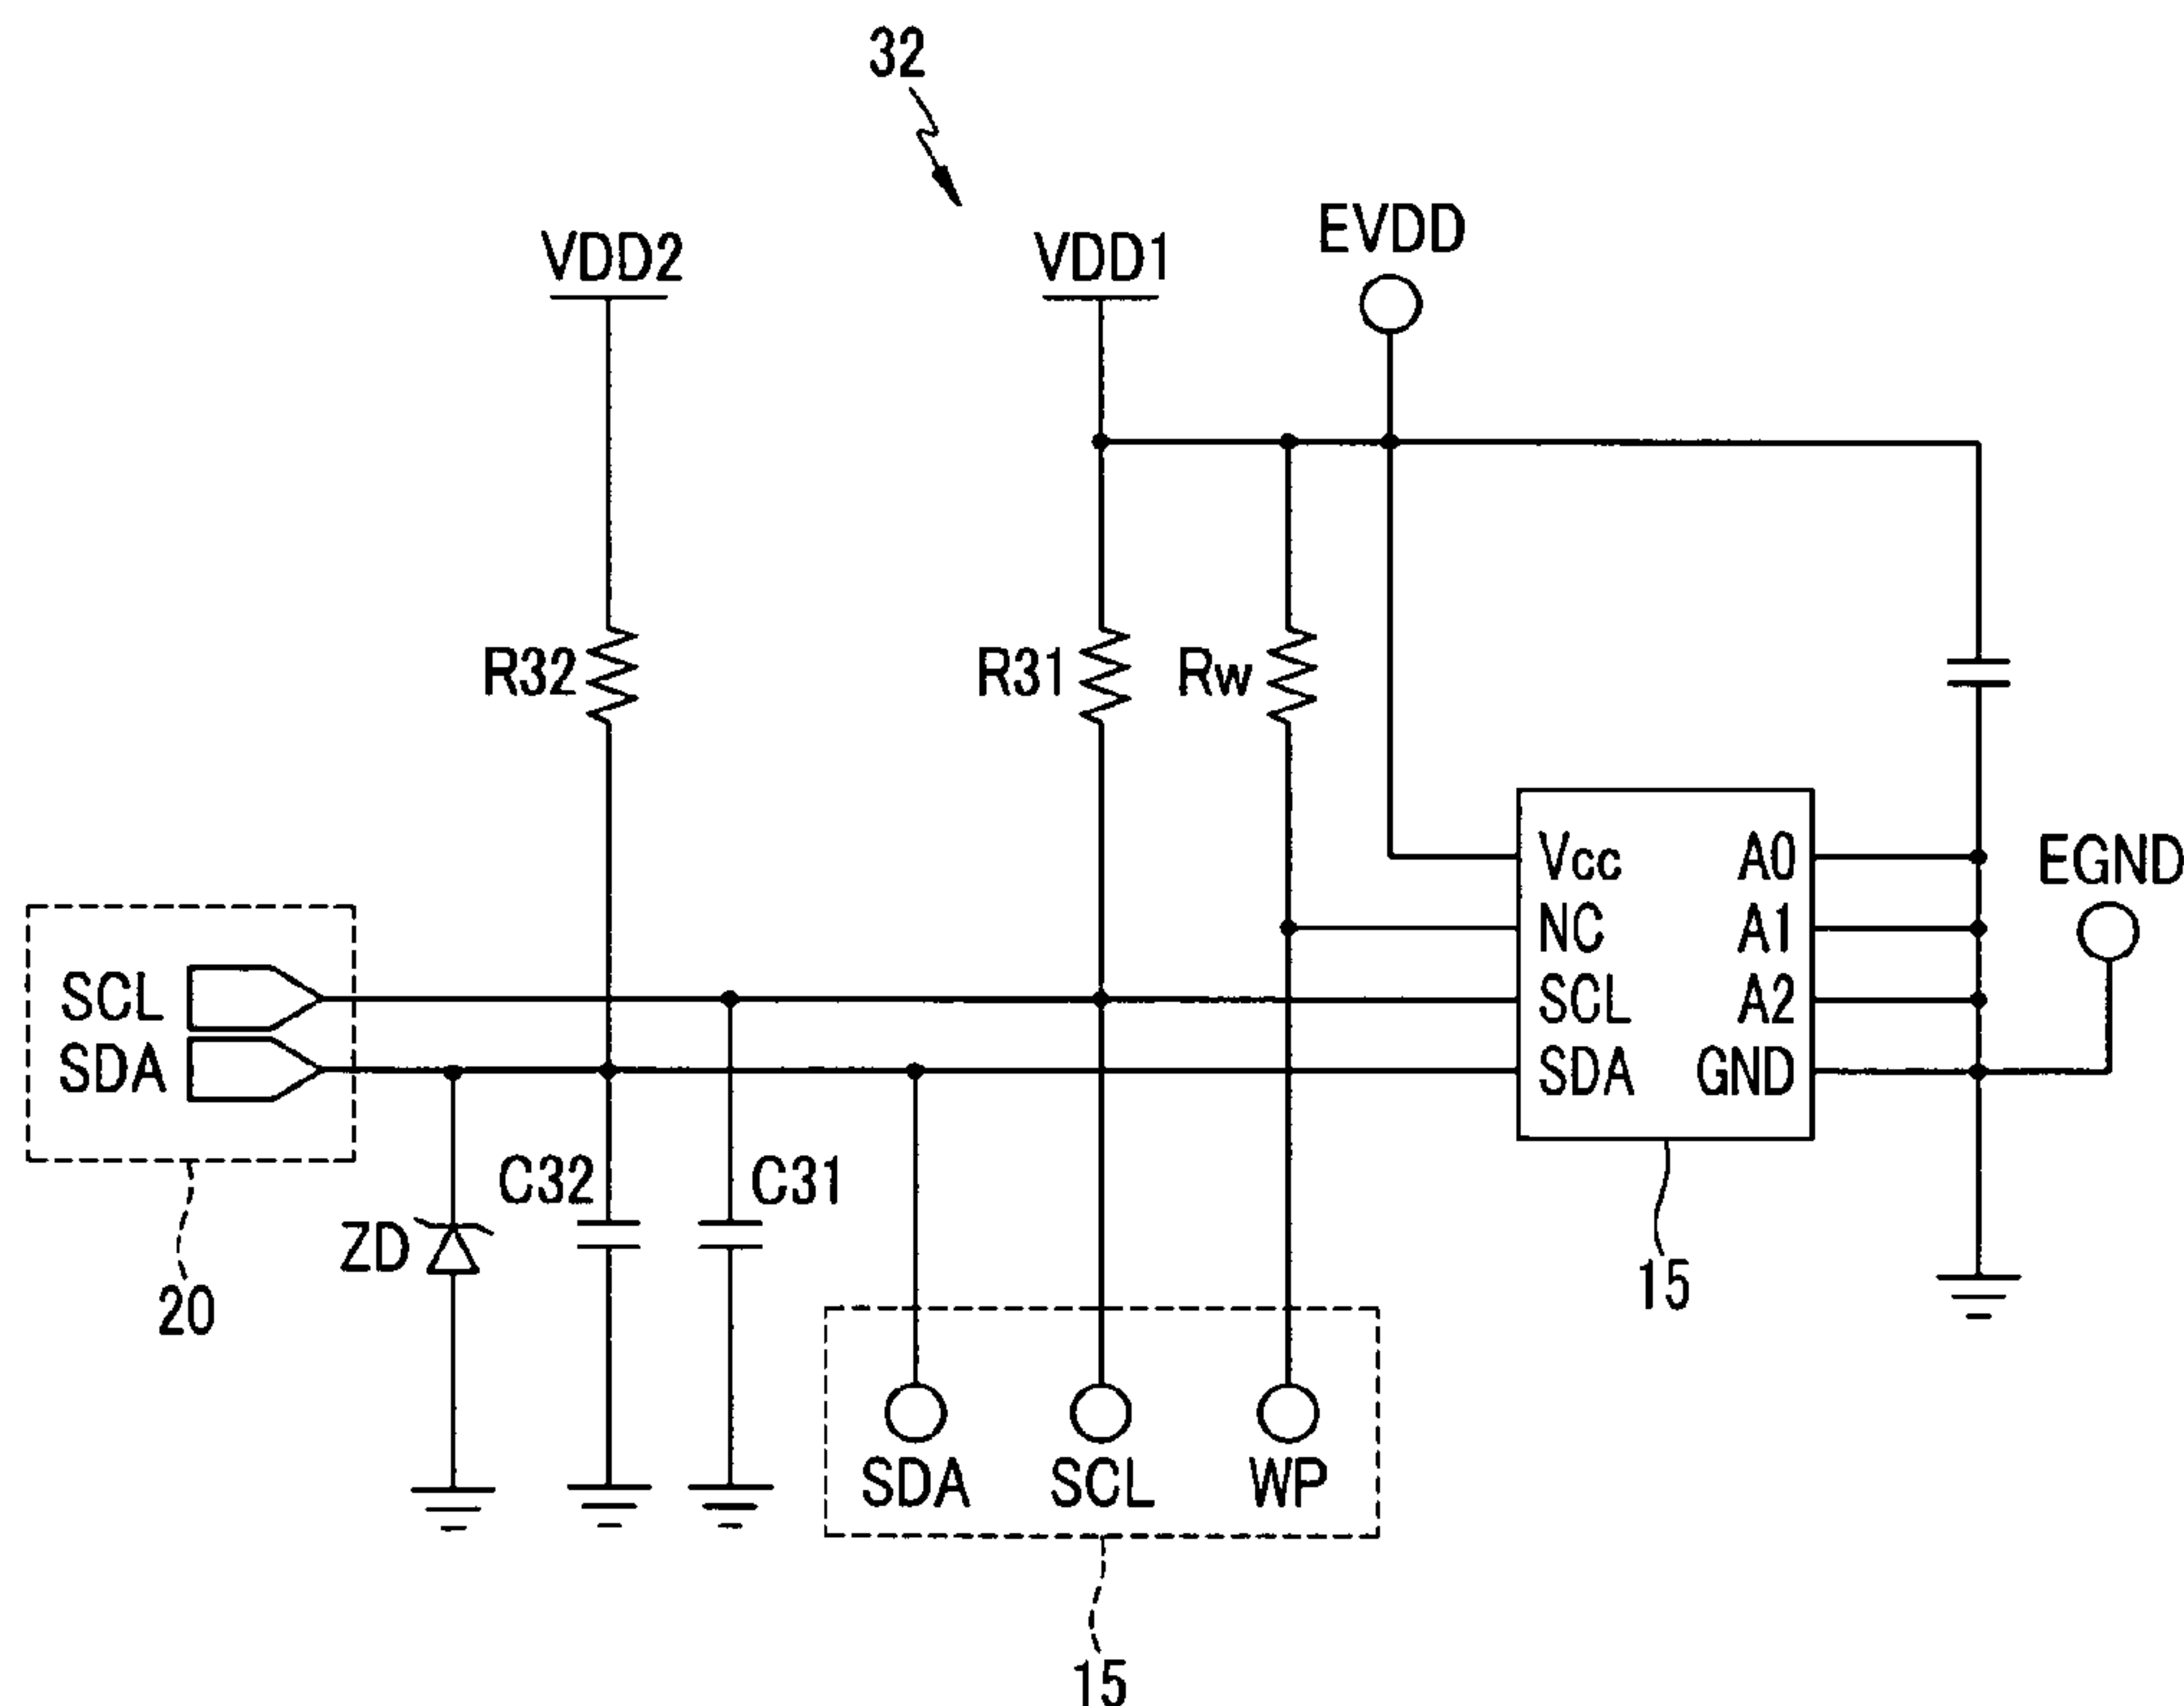 32
VDD2
VDD1
EVDD
R32
R31
Rw
Vcc
A0
NC
A1
SCL
A2
SDA
GND
EGND
SCL
SDA
20
ZD
C32
C31
15
SDA
SCL
WP
15